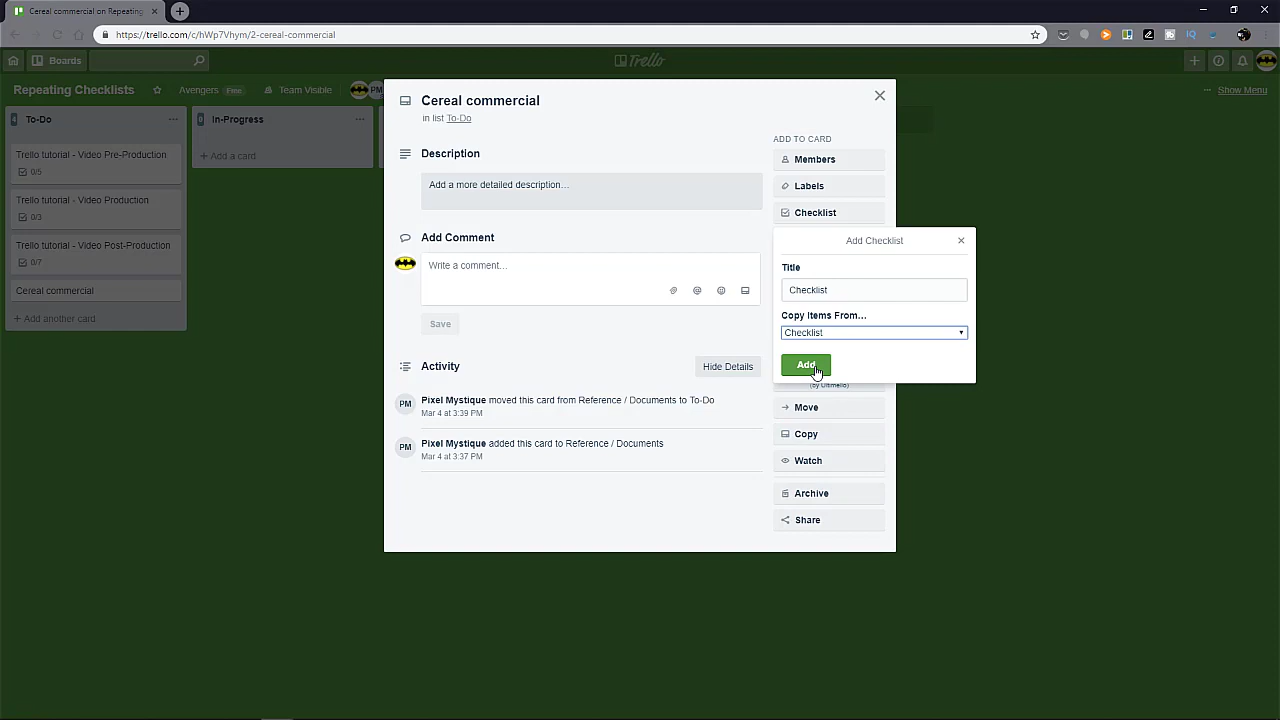 Cereal commercial on Repeating
https://trello.com/c/hWp7Vhym/2-cereal-commercial
Boards
Trello
Repeating Checklists
Avengers Free
Team Visible
PM
Show Menu
4 To-Do
Trello tutorial - Video Pre-Production
0/5
Trello tutorial - Video Production
0/3
Trello tutorial - Video Post-Production
0/7
Cereal commercial
+ Add another card
0 In-Progress
+ Add a card
Cereal commercial
in list To-Do
Description
Add a more detailed description…
Add Comment
Write a comment…
Save
Activity
Hide Details
PM
Pixel Mystique moved this card from Reference / Documents to To-Do
Mar 4 at 3:39 PM
PM
Pixel Mystique added this card to Reference / Documents
Mar 4 at 3:37 PM
ADD TO CARD
Members
Labels
Checklist
Add Checklist
Title
Checklist
Copy Items From…
Checklist
Add
(by Ultimello)
Move
Copy
Watch
Archive
Share